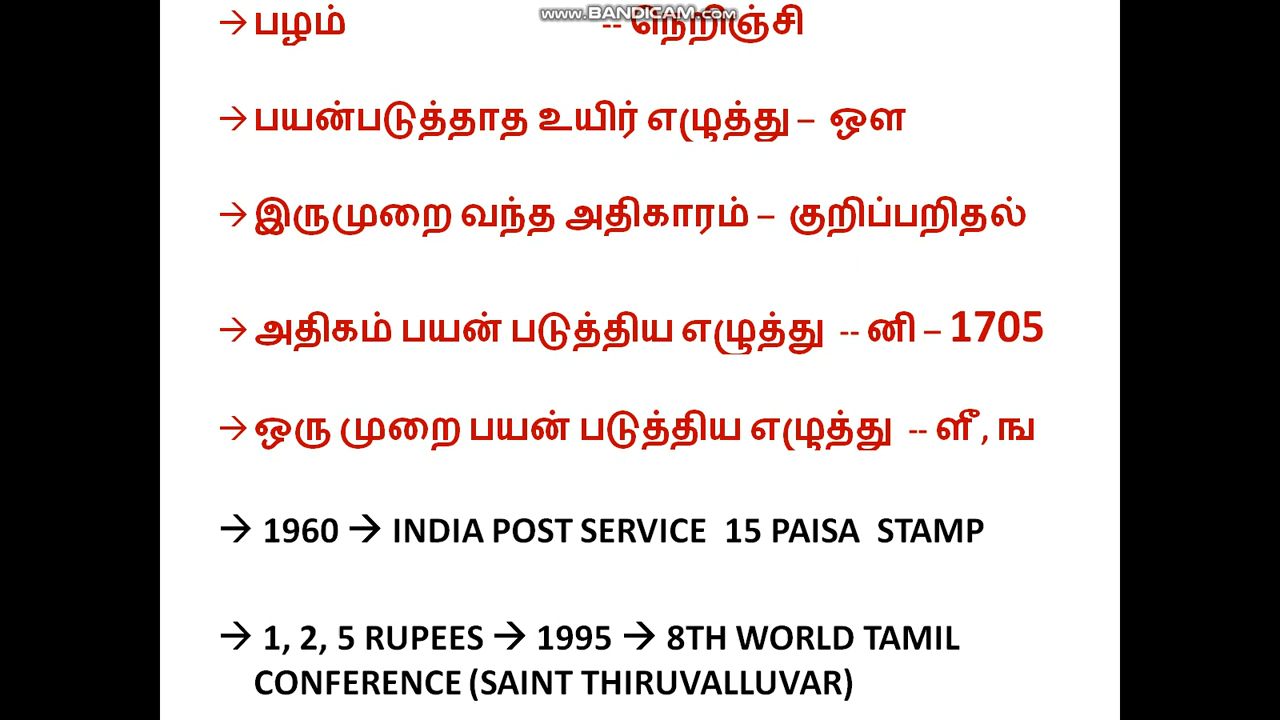 www.BANDICAM.com
→ பழம் -- நெறிஞ்சி
→ பயன்படுத்தாத உயிர் எழுத்து – ஔ
→ இருமுறை வந்த அதிகாரம் – குறிப்பறிதல்
→ அதிகம் பயன் படுத்திய எழுத்து -- னி – 1705
→ ஒரு முறை பயன் படுத்திய எழுத்து -- ளீ , ங
→ 1960 → INDIA POST SERVICE 15 PAISA STAMP
→ 1, 2, 5 RUPEES → 1995 → 8TH WORLD TAMIL
CONFERENCE (SAINT THIRUVALLUVAR)